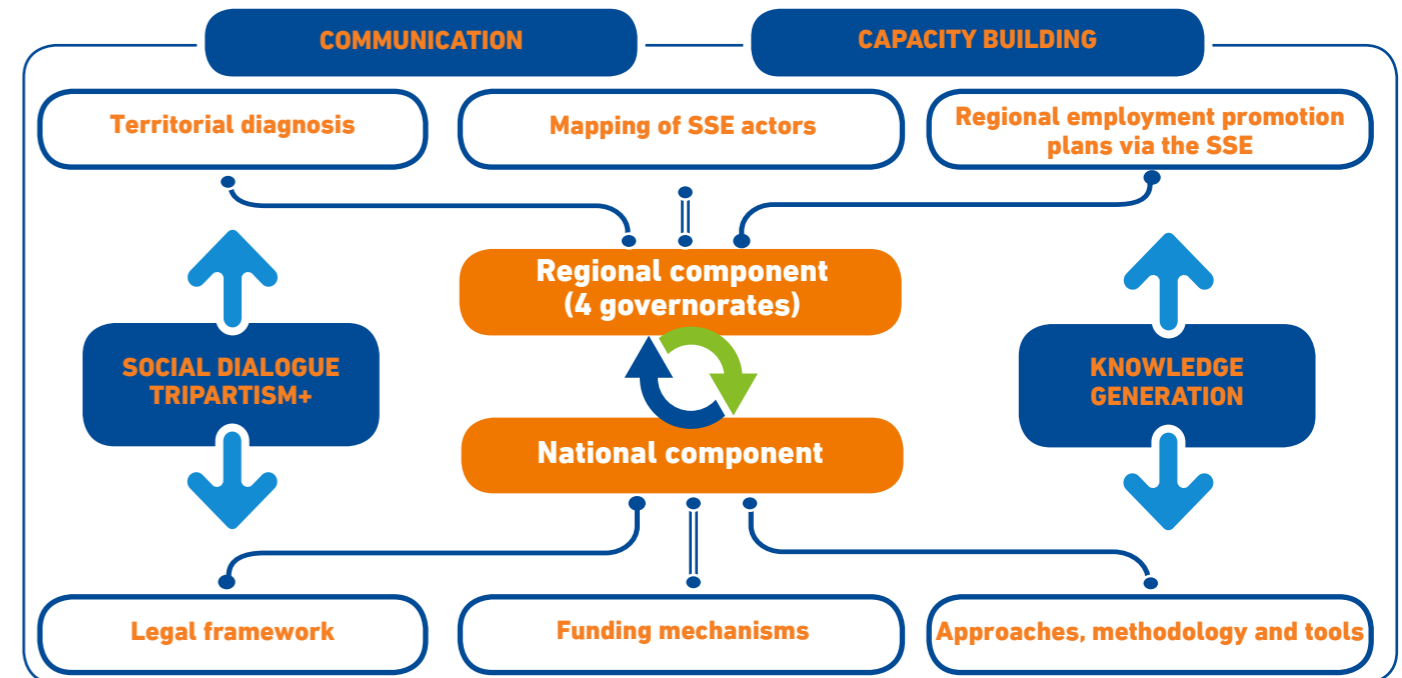 COMMUNICATION
CAPACITY BUILDING
Territorial diagnosis
Mapping of SSE actors
Regional employment promotion
plans via the SSE
Regional component
(4 governorates)
SOCIAL DIALOGUE
TRIPARTISM+
KNOWLEDGE
GENERATION
National component
Legal framework
Funding mechanisms
Approaches, methodology and tools